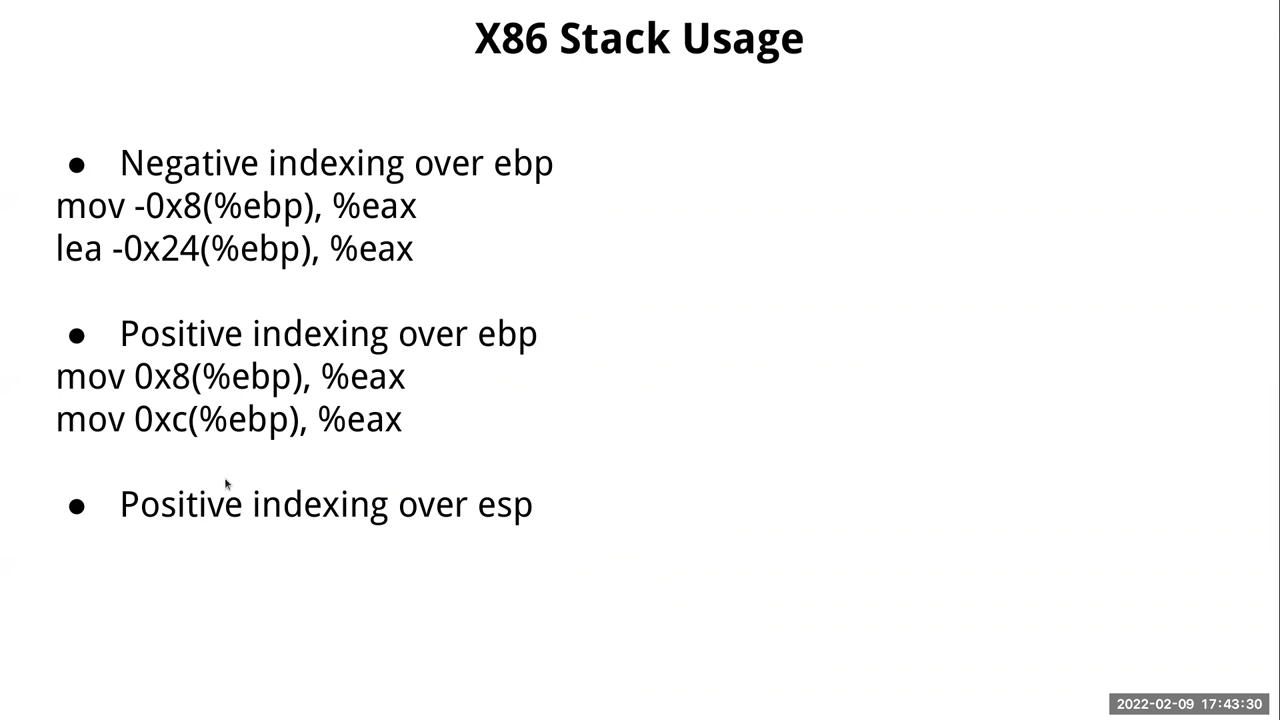 X86 Stack Usage
● Negative indexing over ebp
mov -0x8(%ebp), %eax
lea -0x24(%ebp), %eax
● Positive indexing over ebp
mov 0x8(%ebp), %eax
mov 0xc(%ebp), %eax
● Positive indexing over esp
2022-02-09 17:43:30